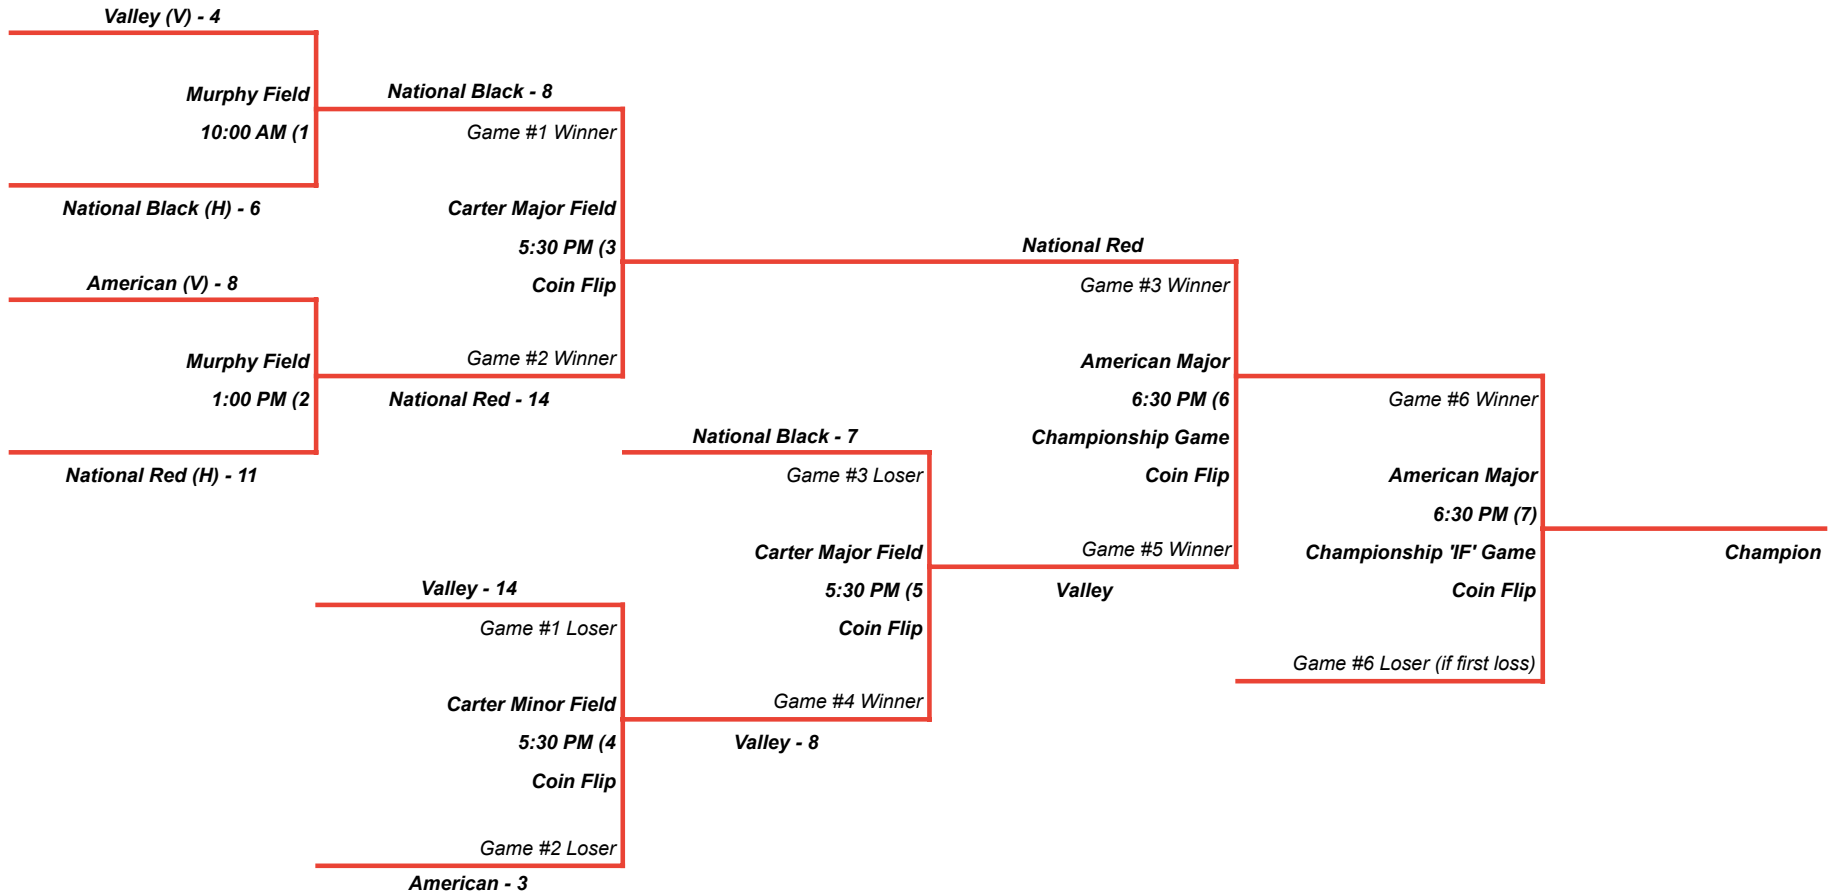 Valley (V) - 4
Murphy Field
10:00 AM (1
National Black (H) - 6
National Black - 8
Game #1 Winner
Carter Major Field
5:30 PM (3
Coin Flip
American (V) - 8
Murphy Field
1:00 PM (2
National Red (H) - 11
Game #2 Winner
National Red - 14
National Red
Game #3 Winner
American Major
6:30 PM (6
Championship Game
Coin Flip
National Black - 7
Game #3 Loser
Carter Major Field
5:30 PM (5
Coin Flip
Game #5 Winner
Valley
Game #6 Winner
American Major
6:30 PM (7)
Championship 'IF' Game
Coin Flip
Game #6 Loser (if first loss)
Champion
Valley - 14
Game #1 Loser
Carter Minor Field
5:30 PM (4
Coin Flip
Game #4 Winner
Valley - 8
Game #2 Loser
American - 3